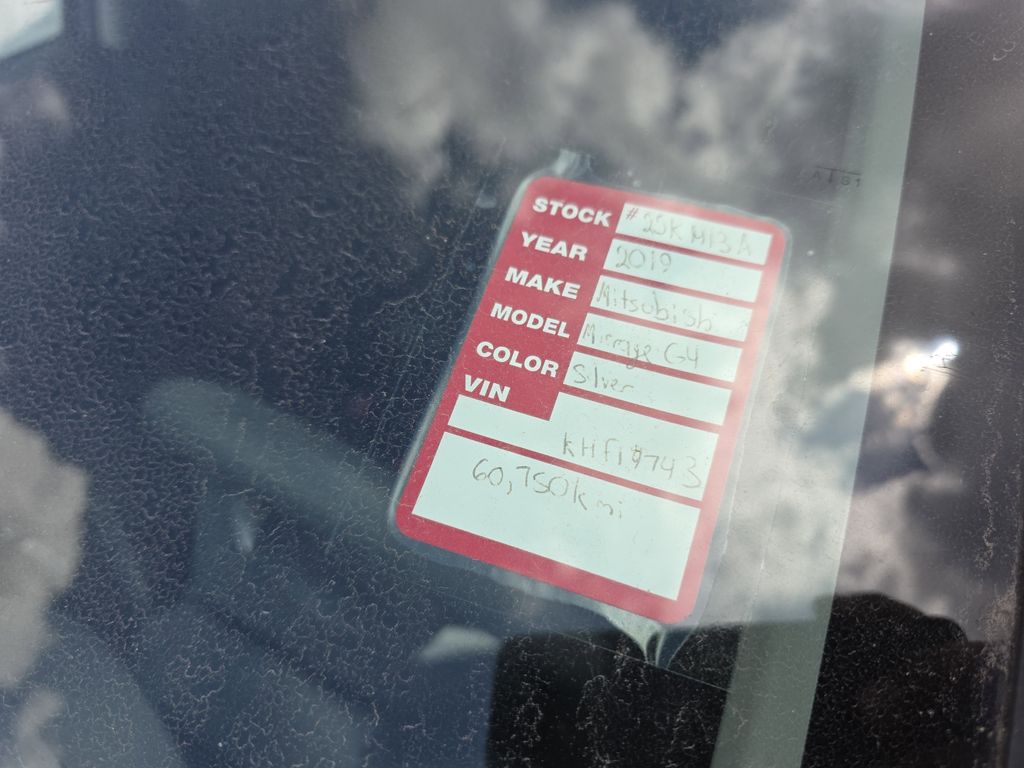 STOCK # 25KM13A
YEAR 2019
MAKE Mitsubishi
MODEL Mirage G4
COLOR Silver
VIN
KHF19743
60,750k mi